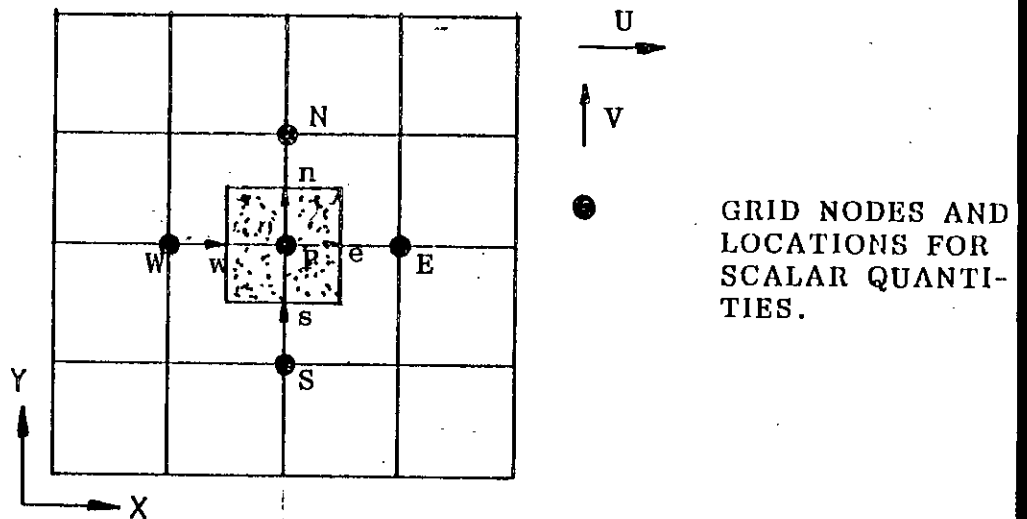 U
V
N
n
W
w
P
e
E
s
S
GRID NODES AND
LOCATIONS FOR
SCALAR QUANTI-
TIES.
Y
X